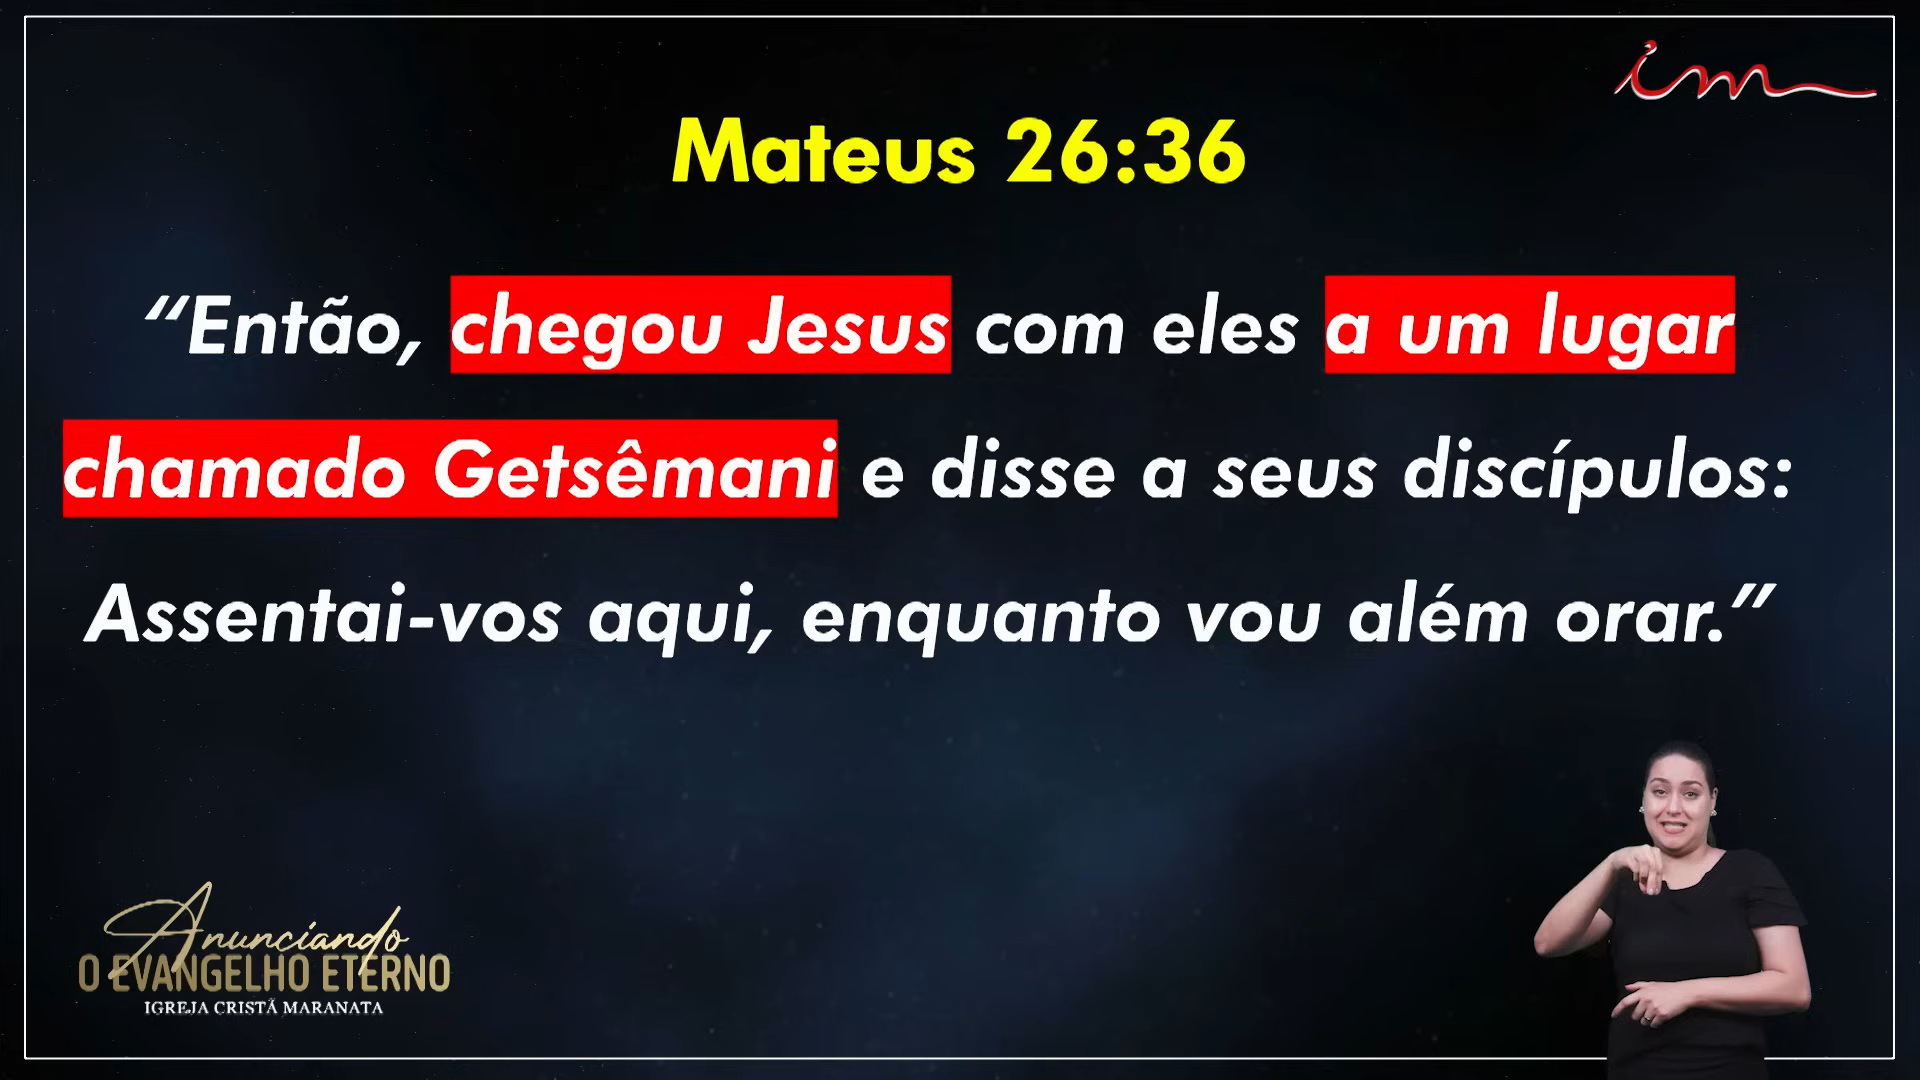 im
Mateus 26:36
“Então, chegou Jesus com eles a um lugar
chamado Getsêmani e disse a seus discípulos:
Assentai-vos aqui, enquanto vou além orar.”
Anunciando
O EVANGELHO ETERNO
IGREJA CRISTÃ MARANATA